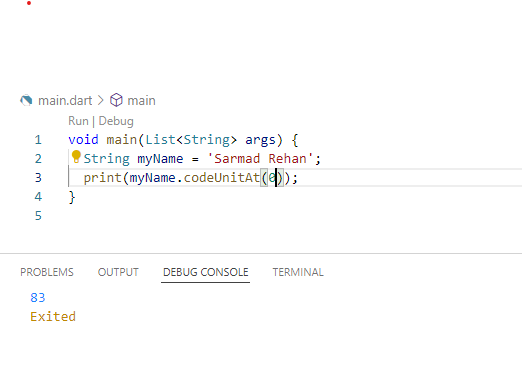 main.dart > main
Run | Debug
1 void main(List<String> args) {
2 String myName = 'Sarmad Rehan';
3 print(myName.codeUnitAt(0));
4 }
5
PROBLEMS OUTPUT DEBUG CONSOLE TERMINAL
83
Exited